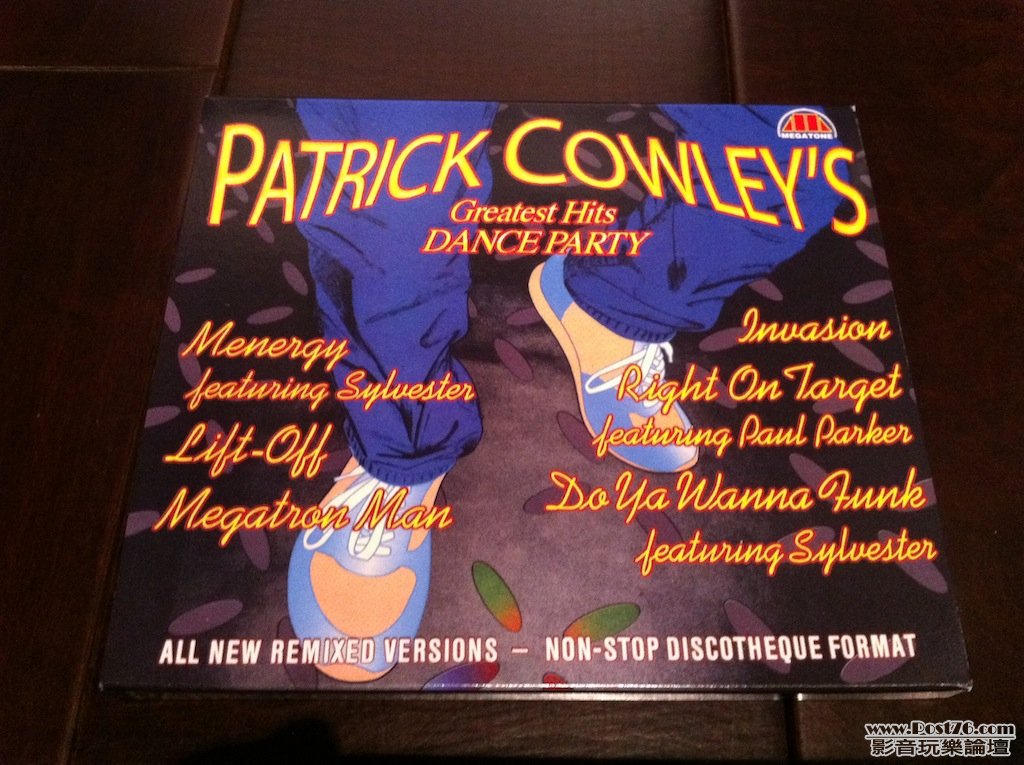 MEGATONE
PATRICK COWLEY'S
Greatest Hits
DANCE PARTY
Menergy
featuring Sylvester
Lift-Off
Megatron Man
Invasion
Right On Target
featuring Paul Parker
Do Ya Wanna Funk
featuring Sylvester
ALL NEW REMIXED VERSIONS – NON-STOP DISCOTHEQUE FORMAT
www.Post76.com
影音玩樂論壇